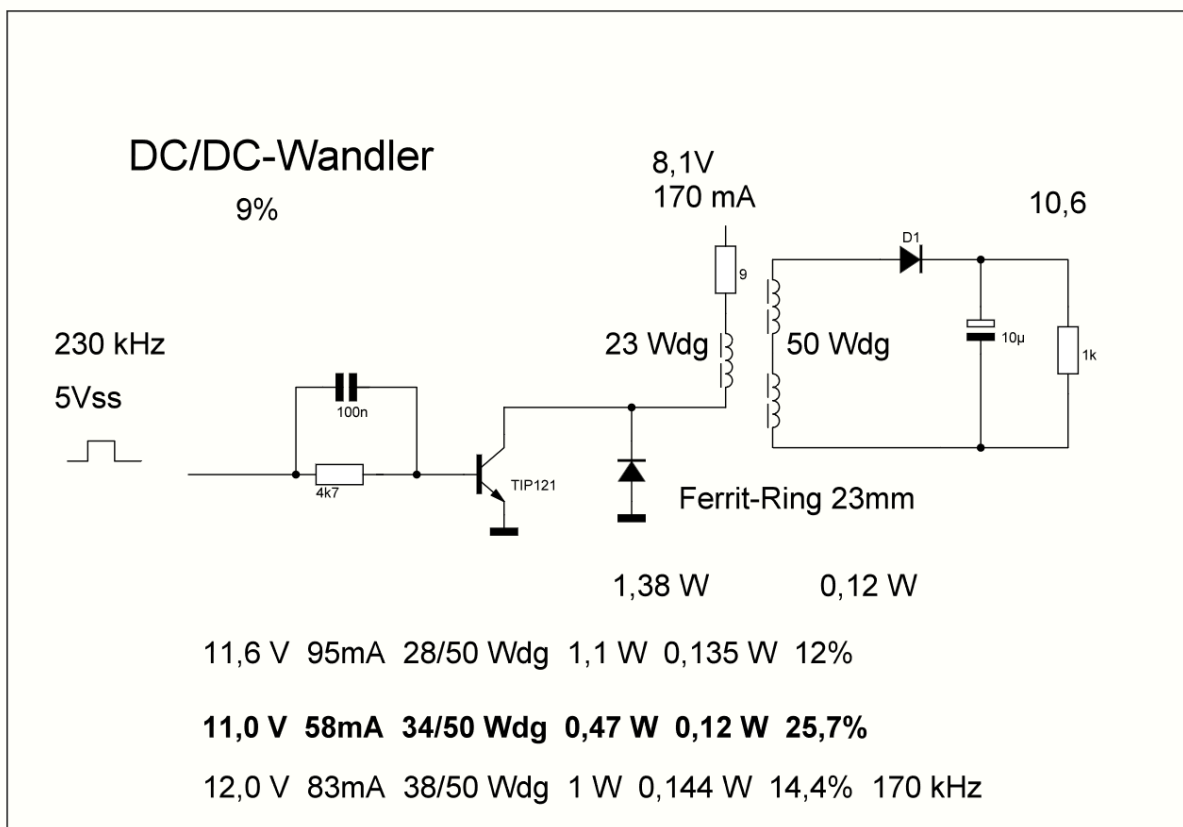 DC/DC-Wandler
9%
8,1V
170 mA
10,6
D1
9
230 kHz
5Vss
23 Wdg
50 Wdg
10µ
1k
100n
4k7
TIP121
Ferrit-Ring 23mm
1,38 W 0,12 W
11,6 V 95mA 28/50 Wdg 1,1 W 0,135 W 12%
11,0 V 58mA 34/50 Wdg 0,47 W 0,12 W 25,7%
12,0 V 83mA 38/50 Wdg 1 W 0,144 W 14,4% 170 kHz